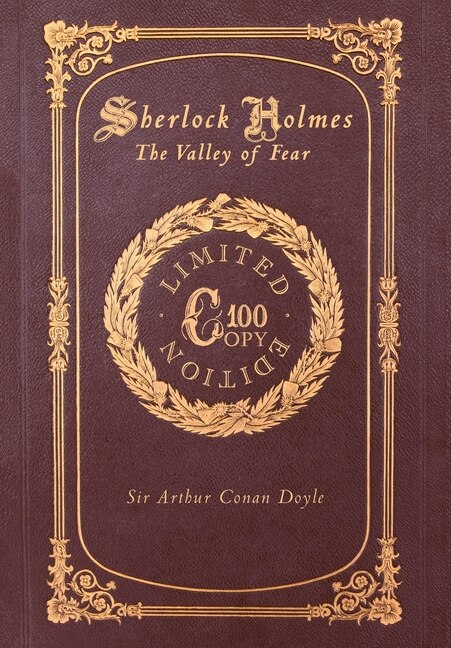 Sherlock Holmes
The Valley of Fear
LIMITED
100
COPY
EDITION
Sir Arthur Conan Doyle